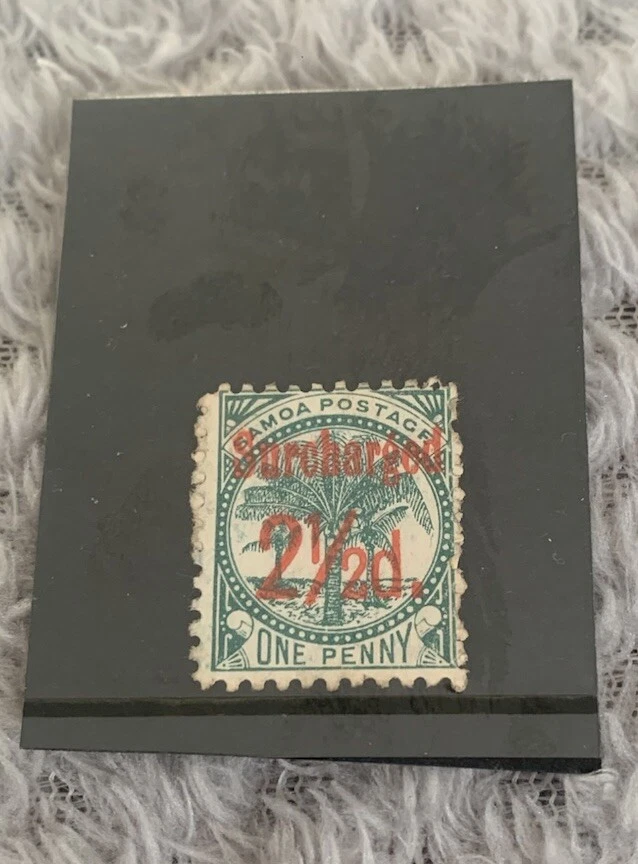 SAMOA POSTAGE
Surcharged
2½d.
ONE PENNY